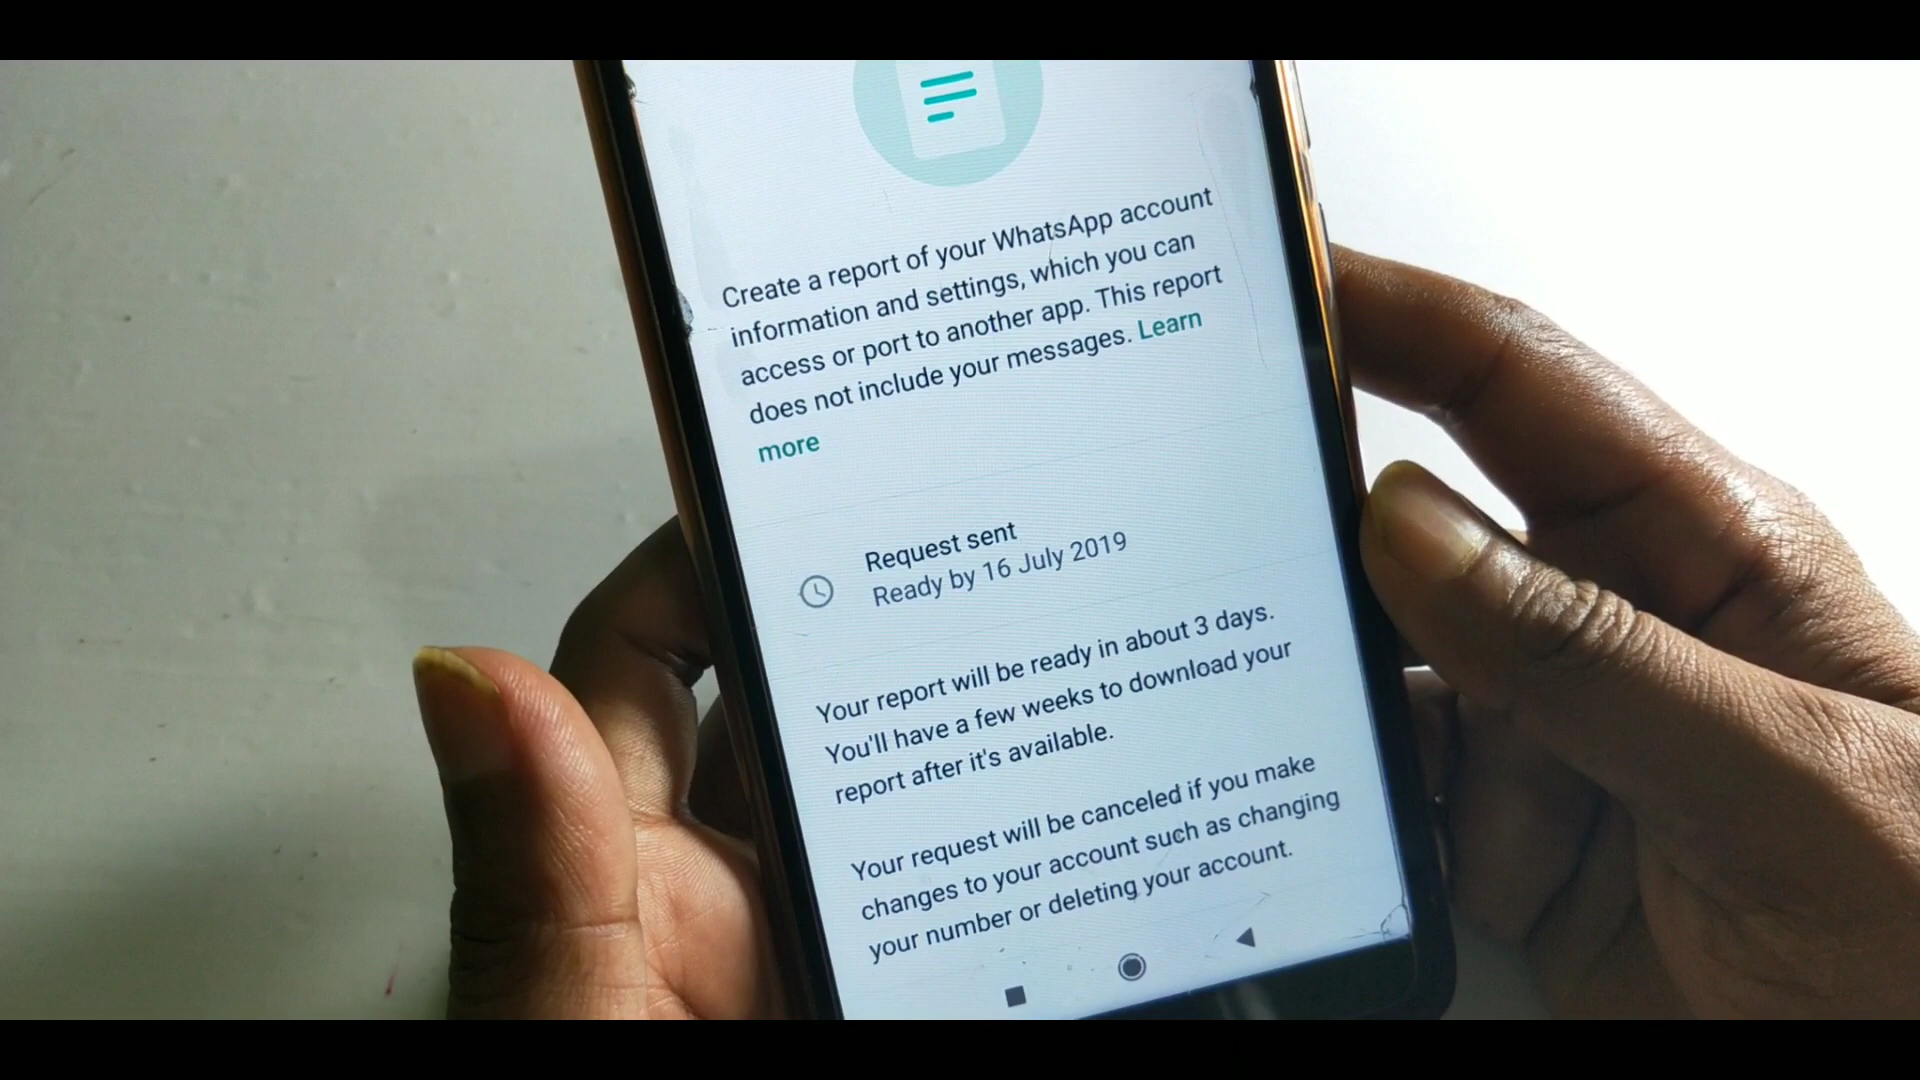 Create a report of your WhatsApp account
information and settings, which you can
access or port to another app. This report
does not include your messages. Learn
more
Request sent
Ready by 16 July 2019
Your report will be ready in about 3 days.
You'll have a few weeks to download your
report after it's available.
Your request will be canceled if you make
changes to your account such as changing
your number or deleting your account.